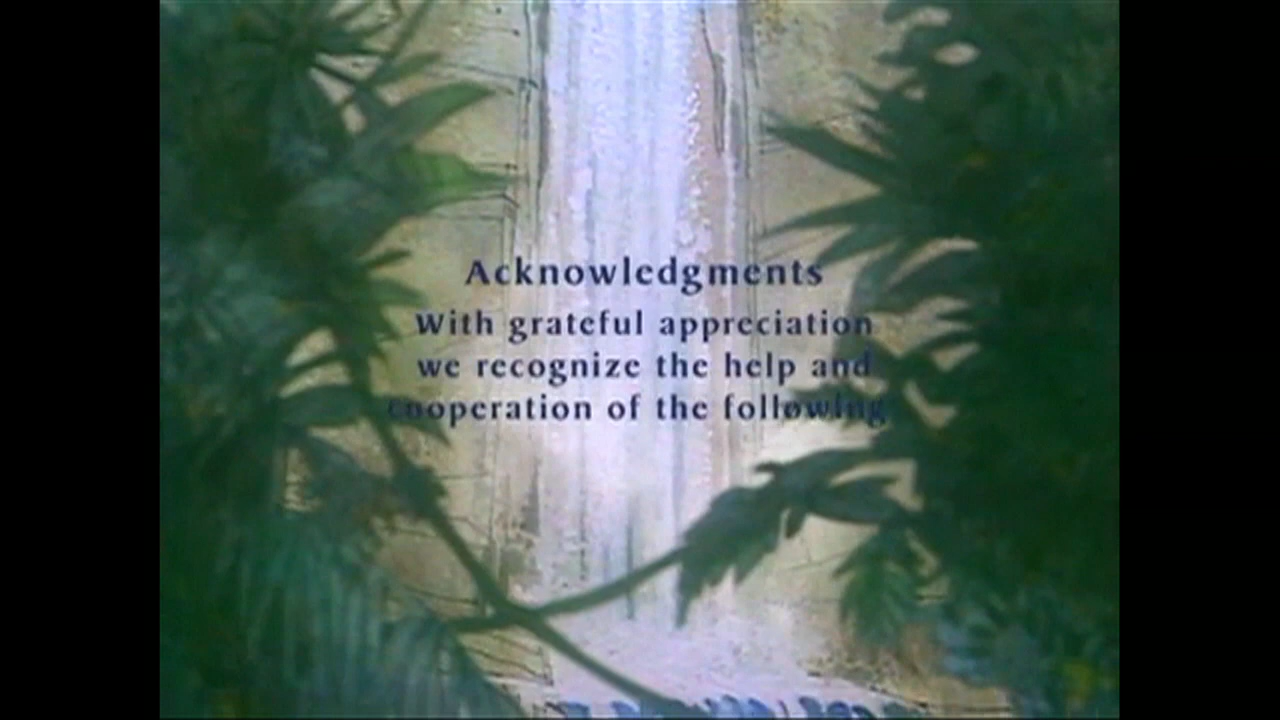 Acknowledgments
With grateful appreciation
we recognize the help and
cooperation of the following